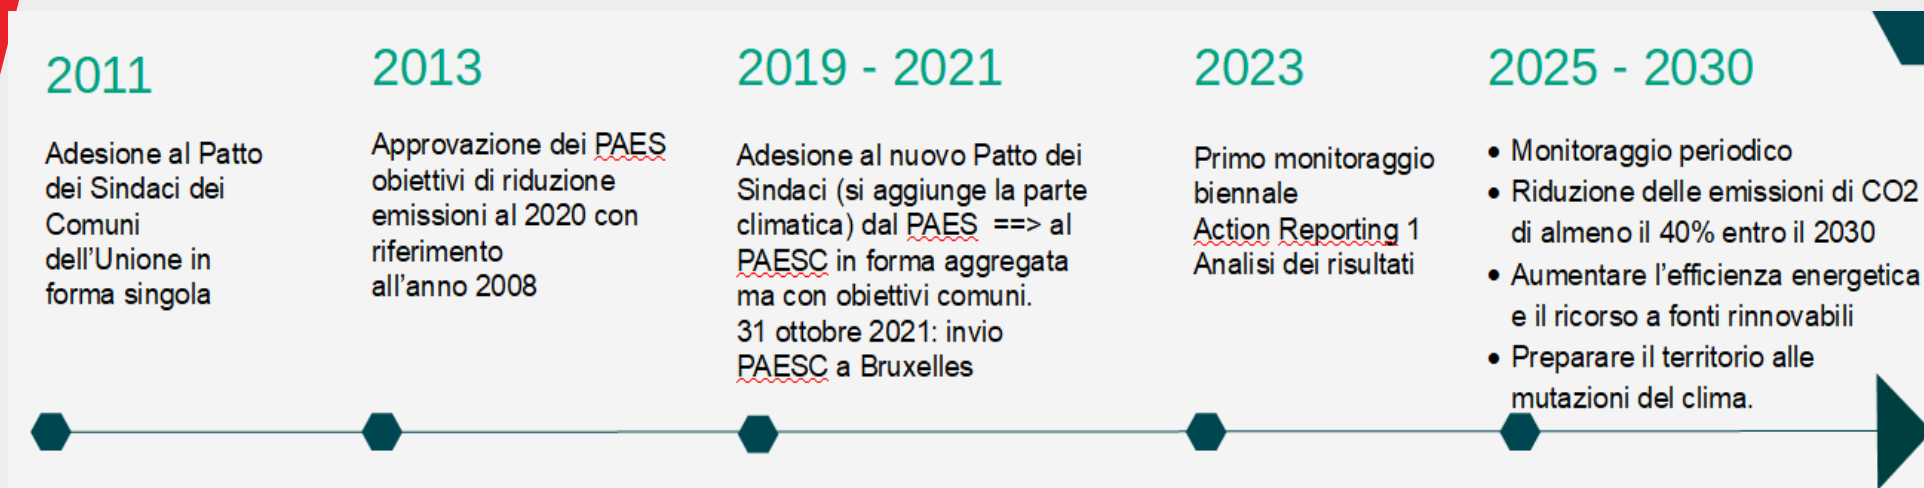 2011
Adesione al Patto
dei Sindaci dei
Comuni
dell’Unione in
forma singola
2013
Approvazione dei PAES
obiettivi di riduzione
emissioni al 2020 con
riferimento
all’anno 2008
2019 - 2021
Adesione al nuovo Patto dei
Sindaci (si aggiunge la parte
climatica) dal PAES ==> al
PAESC in forma aggregata
ma con obiettivi comuni.
31 ottobre 2021: invio
PAESC a Bruxelles
2023
Primo monitoraggio
biennale
Action Reporting 1
Analisi dei risultati
2025 - 2030
• Monitoraggio periodico
• Riduzione delle emissioni di CO2
di almeno il 40% entro il 2030
• Aumentare l’efficienza energetica
e il ricorso a fonti rinnovabili
• Preparare il territorio alle
mutazioni del clima.